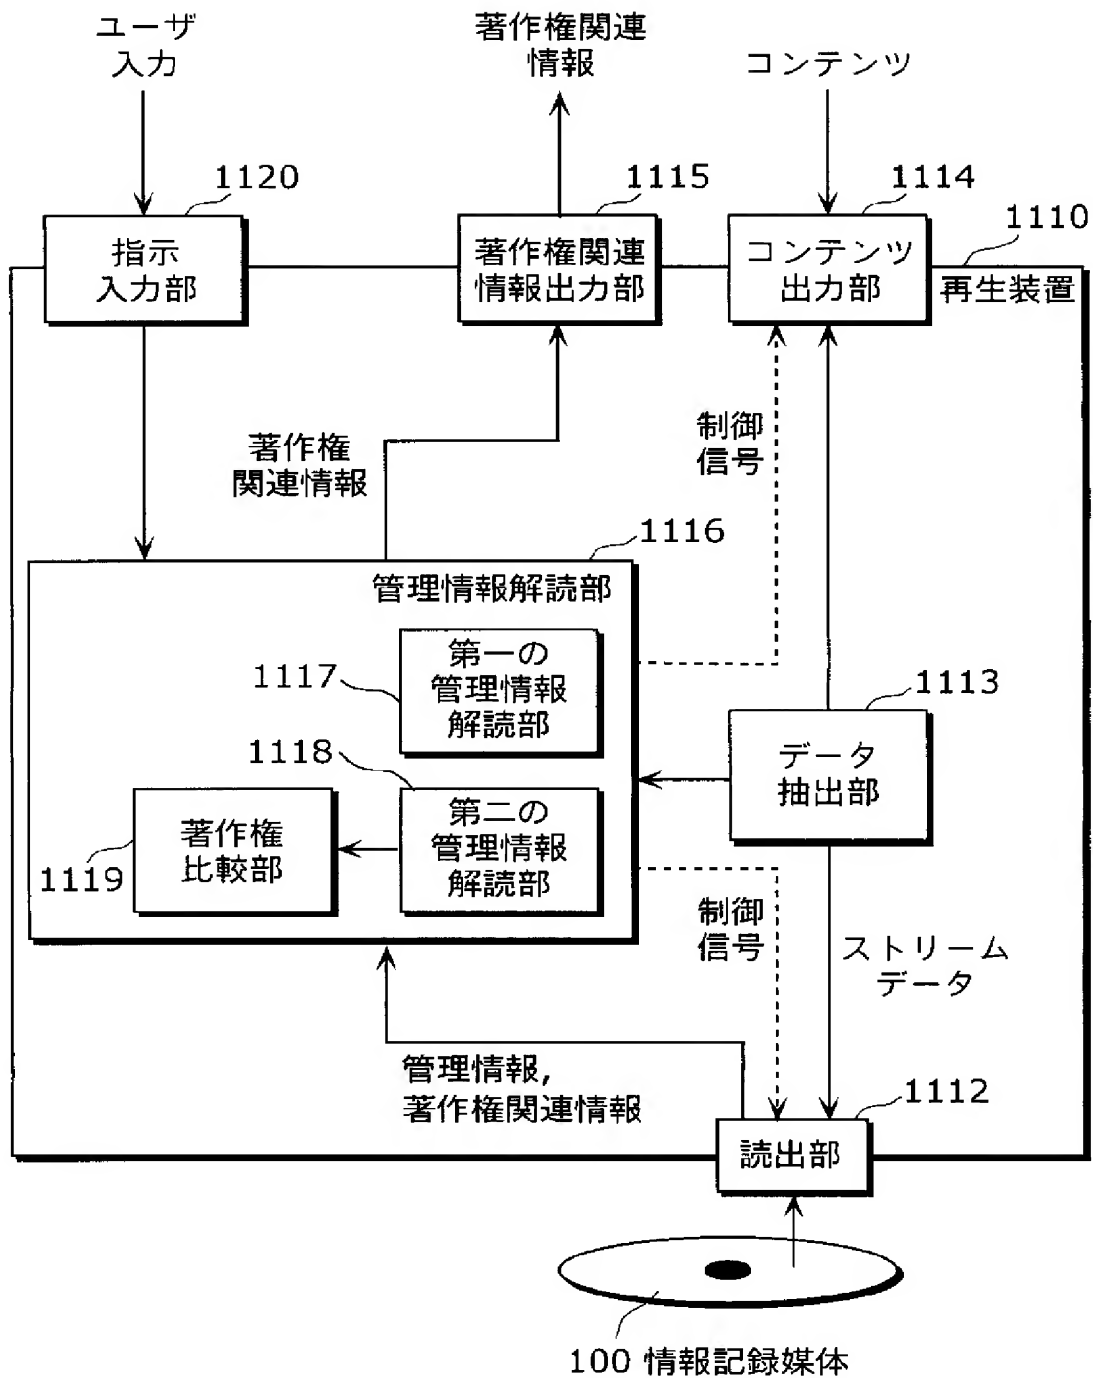 ユーザ
入力
著作権関連
情報
コンテンツ
1120
1115
1114
1110
指示
入力部
著作権関連
情報出力部
コンテンツ
出力部
再生装置
著作権
関連情報
制御
信号
1116
管理情報解読部
1117
第一の
管理情報
解読部
1113
データ
抽出部
1118
第二の
管理情報
解読部
著作権
比較部
1119
制御
信号
ストリーム
データ
管理情報,
著作権関連情報
1112
読出部
100 情報記録媒体